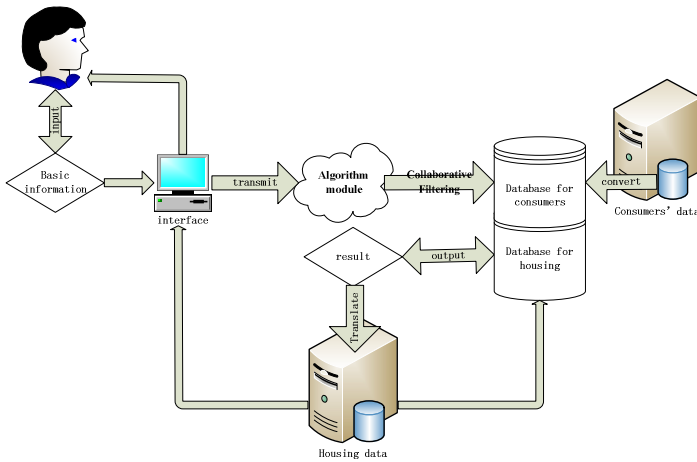 input
Basic
information
interface
transmit
Algorithm
module
Collaborative
Filtering
Database for
consumers
convert
Consumers' data
result
output
Database for
housing
Translate
Housing data